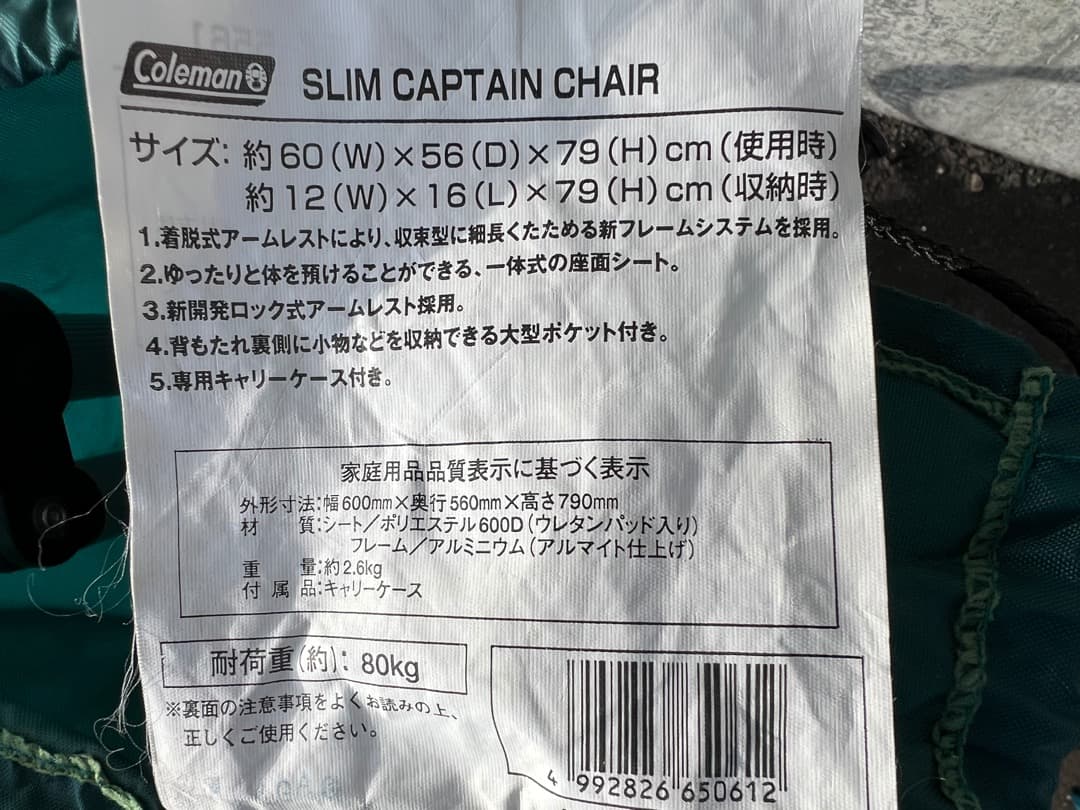 Coleman SLIM CAPTAIN CHAIR
サイズ: 約60(W)×56(D)×79(H)cm(使用時)
約12(W)×16(L)×79(H)cm(収納時)
1.着脱式アームレストにより、収束型に細長くたためる新フレームシステムを採用。
2.ゆったりと体を預けることができる、一体式の座面シート。
3.新開発ロック式アームレスト採用。
4.背もたれ裏側に小物などを収納できる大型ポケット付き。
5.専用キャリーケース付き。
家庭用品品質表示に基づく表示
外形寸法:幅600mm×奥行560mm×高さ790mm
材 質:シート/ポリエステル600D(ウレタンパッド入り)
フレーム/アルミニウム(アルマイト仕上げ)
重 量:約2.6kg
付 属 品:キャリーケース
耐荷重(約): 80kg
※裏面の注意事項をよくお読みの上、
正しくご使用ください。
4 992826 650612